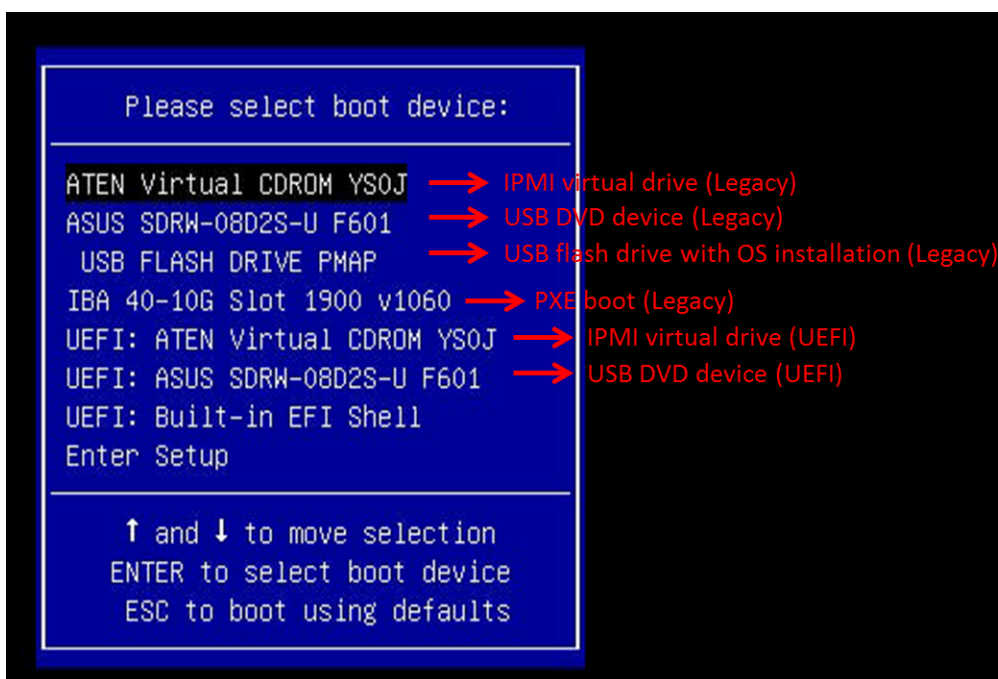 Please select boot device:
ATEN Virtual CDROM YS0J → IPMI virtual drive (Legacy)
ASUS SDRW-08D2S-U F601 → USB DVD device (Legacy)
USB FLASH DRIVE PMAP → USB flash drive with OS installation (Legacy)
IBA 40-10G Slot 1900 v1060 → PXE boot (Legacy)
UEFI: ATEN Virtual CDROM YS0J → IPMI virtual drive (UEFI)
UEFI: ASUS SDRW-08D2S-U F601 → USB DVD device (UEFI)
UEFI: Built-in EFI Shell
Enter Setup
↑ and ↓ to move selection
ENTER to select boot device
ESC to boot using defaults